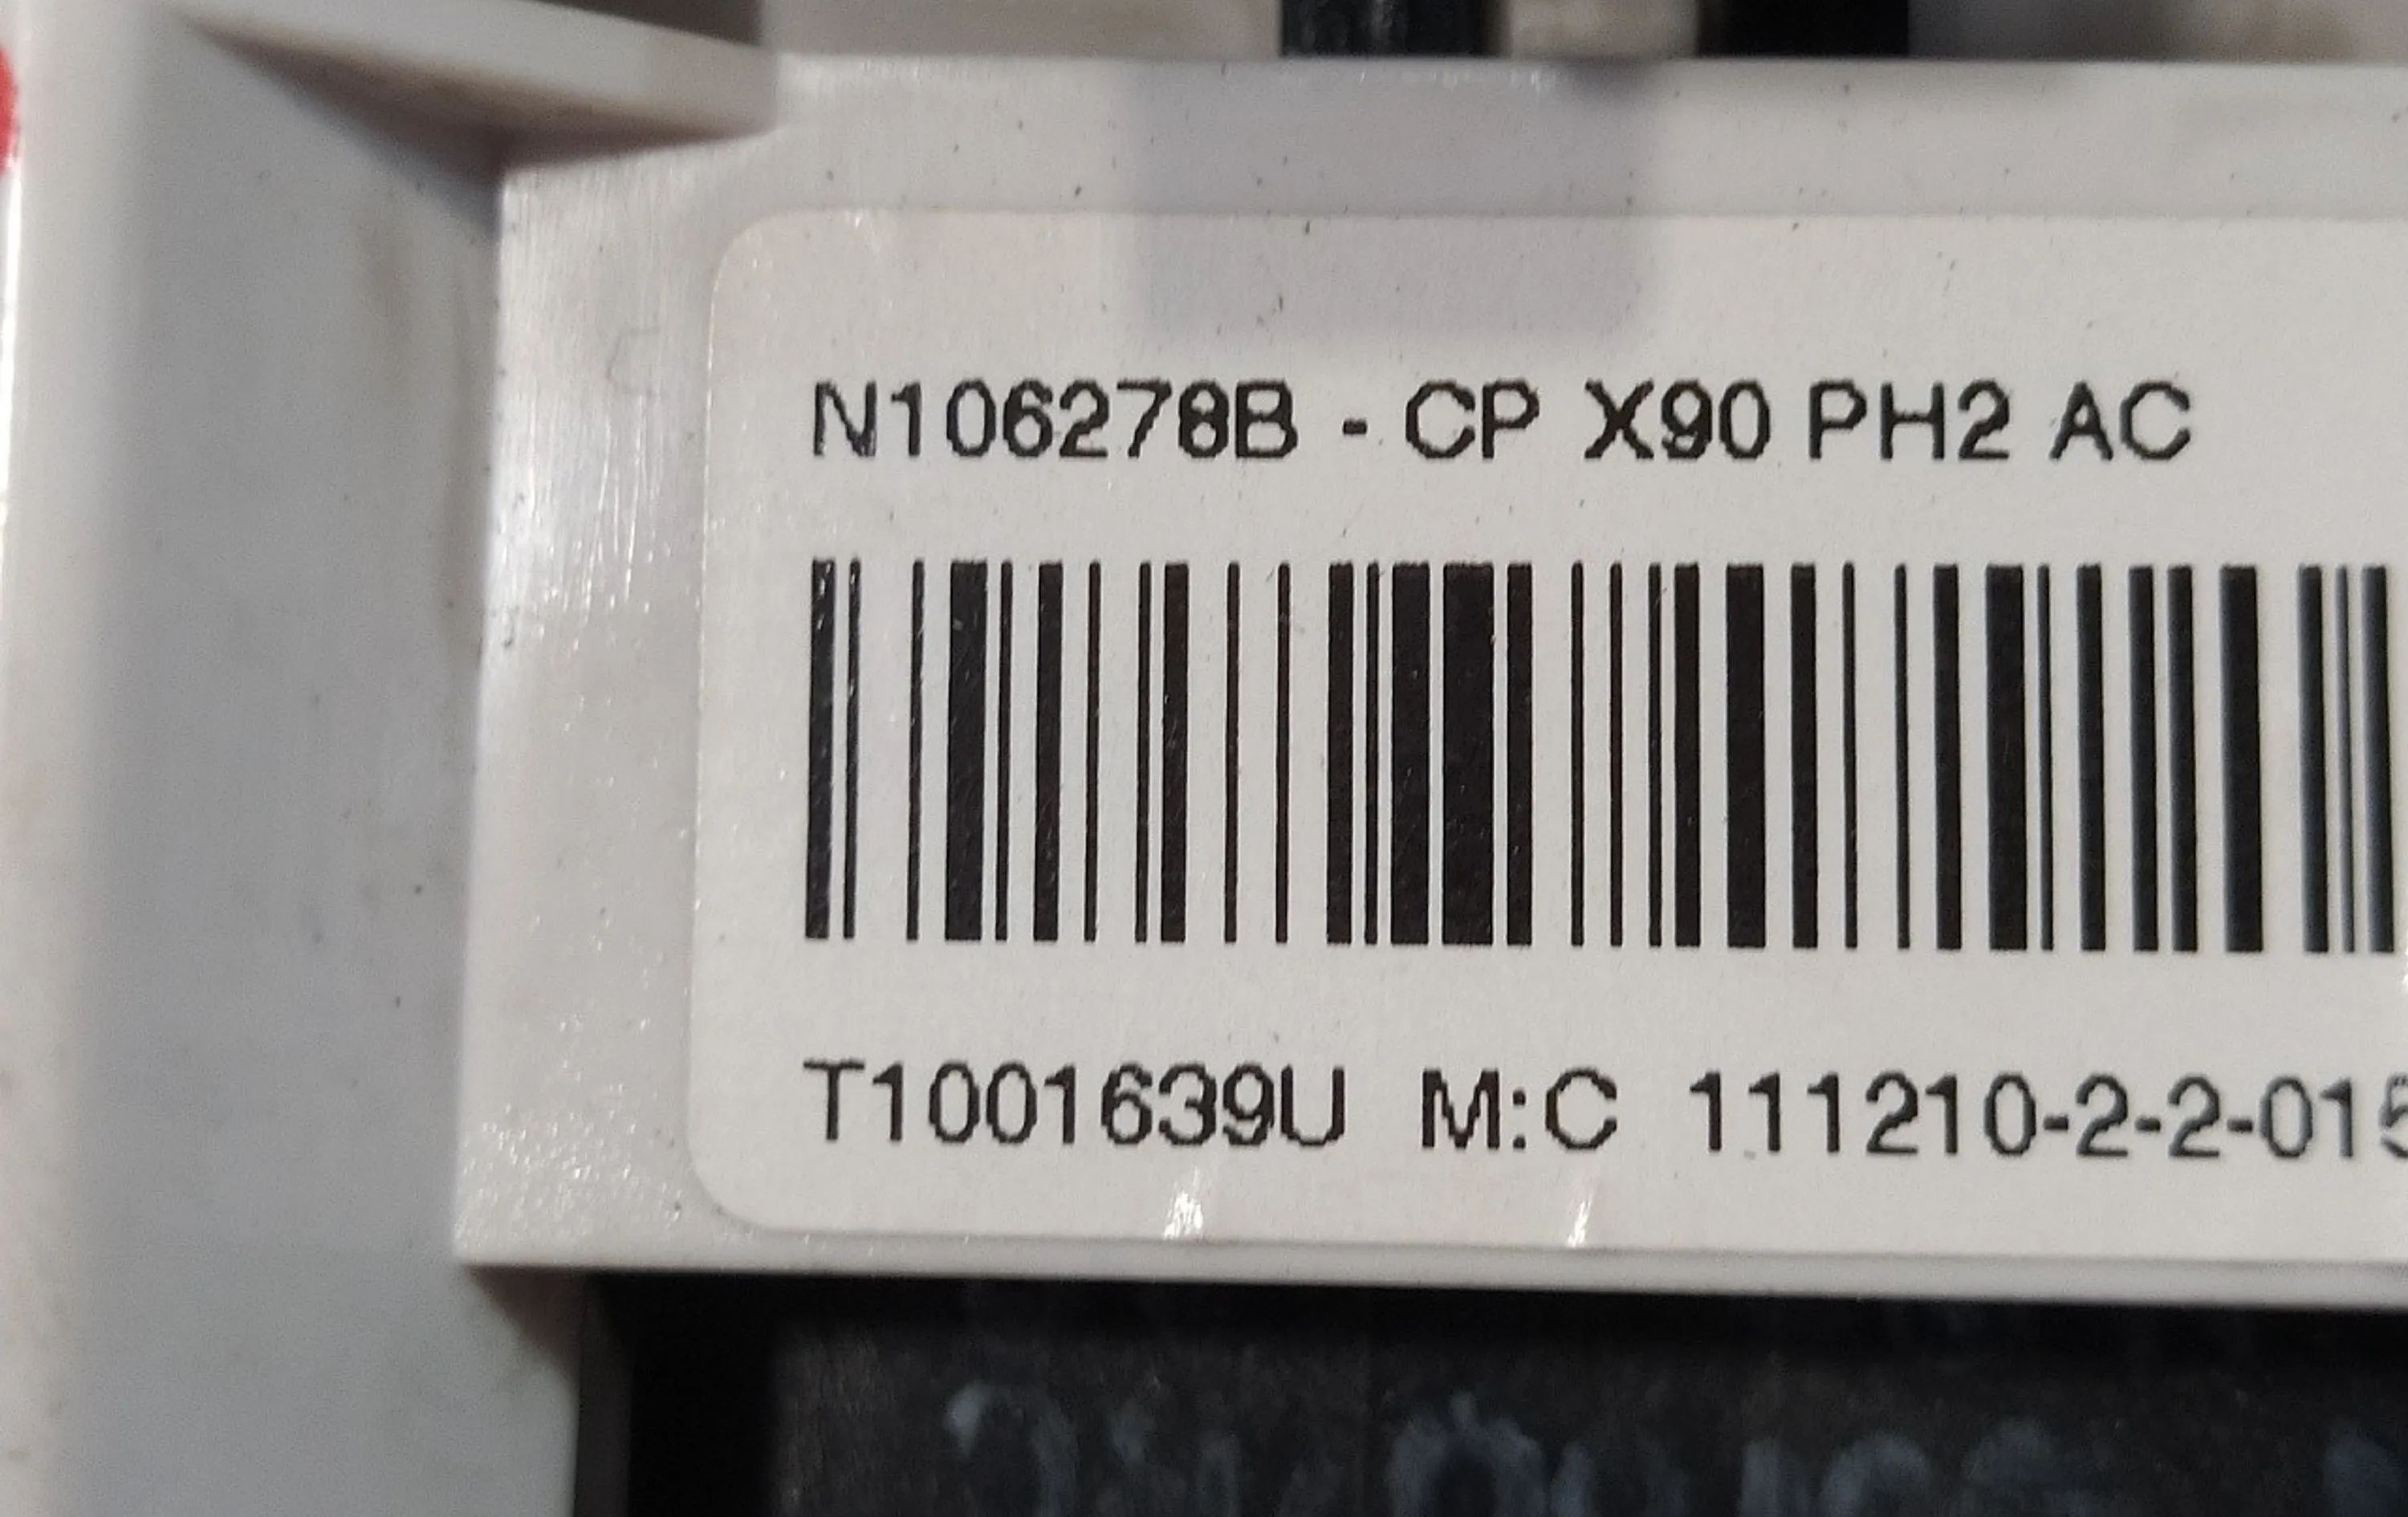 N106278B - CP X90 PH2 AC
T1001639U M:C 111210-2-2-015